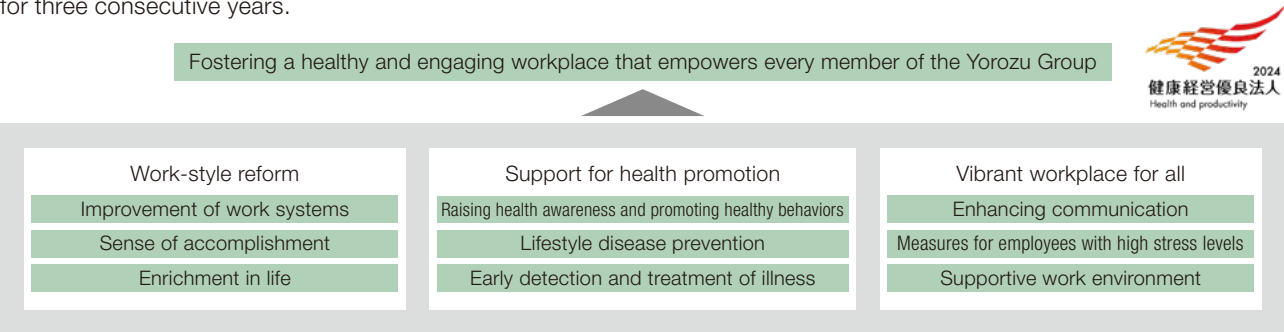 for three consecutive years.
Fostering a healthy and engaging workplace that empowers every member of the Yorozu Group
2024
健康経営優良法人
Health and productivity
Work-style reform
Improvement of work systems
Sense of accomplishment
Enrichment in life
Support for health promotion
Raising health awareness and promoting healthy behaviors
Lifestyle disease prevention
Early detection and treatment of illness
Vibrant workplace for all
Enhancing communication
Measures for employees with high stress levels
Supportive work environment